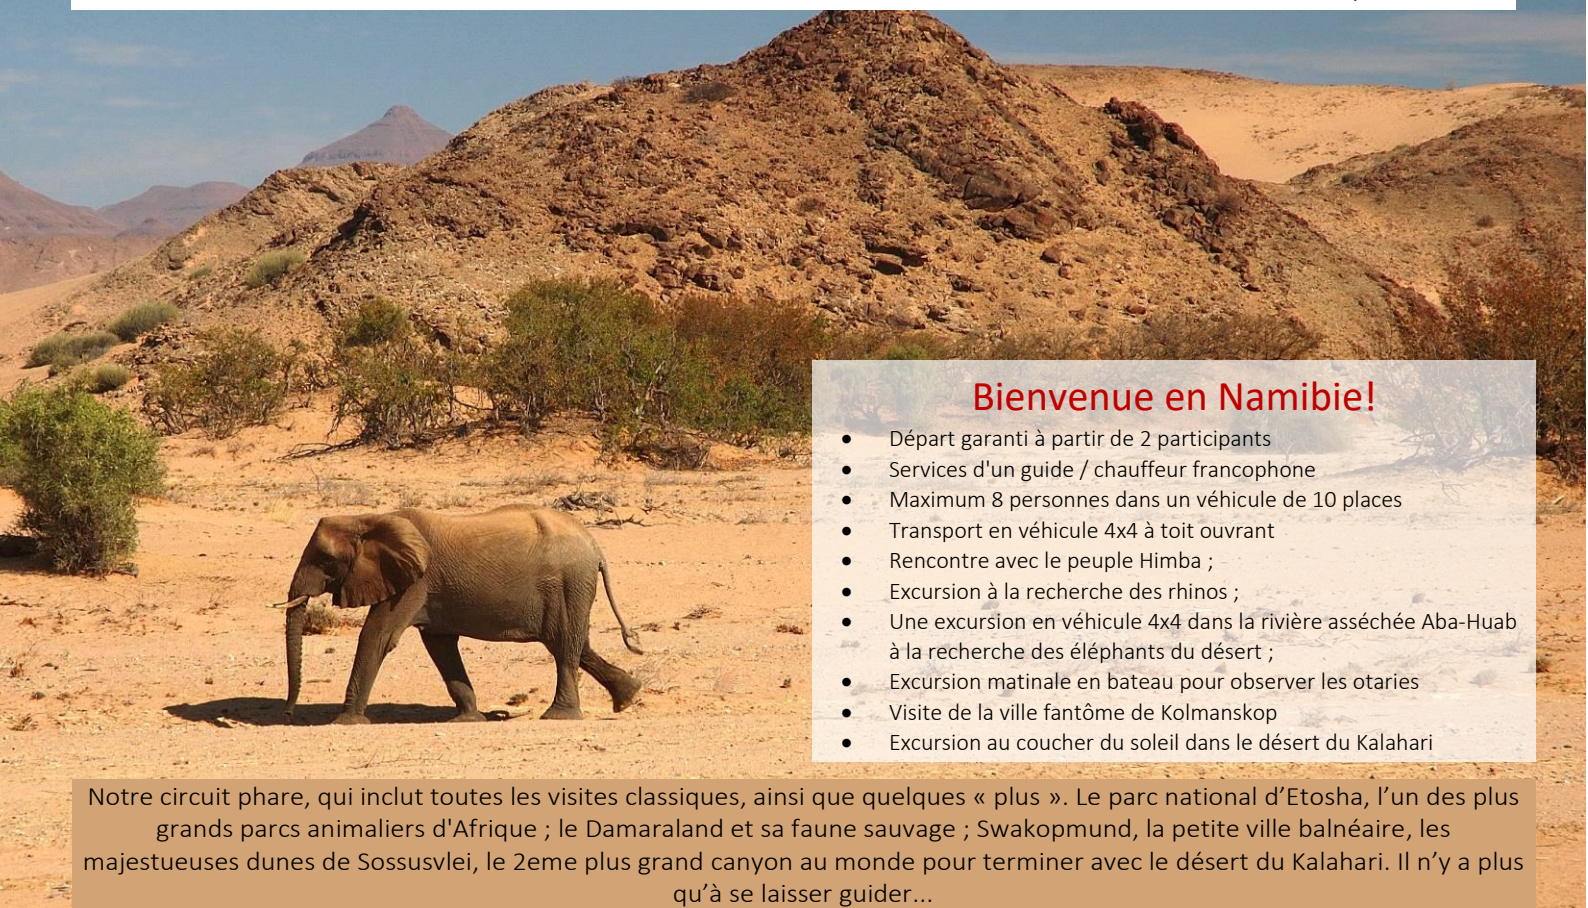 Bienvenue en Namibie!
• Départ garanti à partir de 2 participants
• Services d'un guide / chauffeur francophone
• Maximum 8 personnes dans un véhicule de 10 places
• Transport en véhicule 4x4 à toit ouvrant
• Rencontre avec le peuple Himba ;
• Excursion à la recherche des rhinos ;
• Une excursion en véhicule 4x4 dans la rivière asséchée Aba-Huab
à la recherche des éléphants du désert ;
• Excursion matinale en bateau pour observer les otaries
• Visite de la ville fantôme de Kolmanskop
• Excursion au coucher du soleil dans le désert du Kalahari
Notre circuit phare, qui inclut toutes les visites classiques, ainsi que quelques « plus ». Le parc national d’Etosha, l’un des plus
grands parcs animaliers d'Afrique ; le Damaraland et sa faune sauvage ; Swakopmund, la petite ville balnéaire, les
majestueuses dunes de Sossusvlei, le 2eme plus grand canyon au monde pour terminer avec le désert du Kalahari. Il n’y a plus
qu’à se laisser guider...